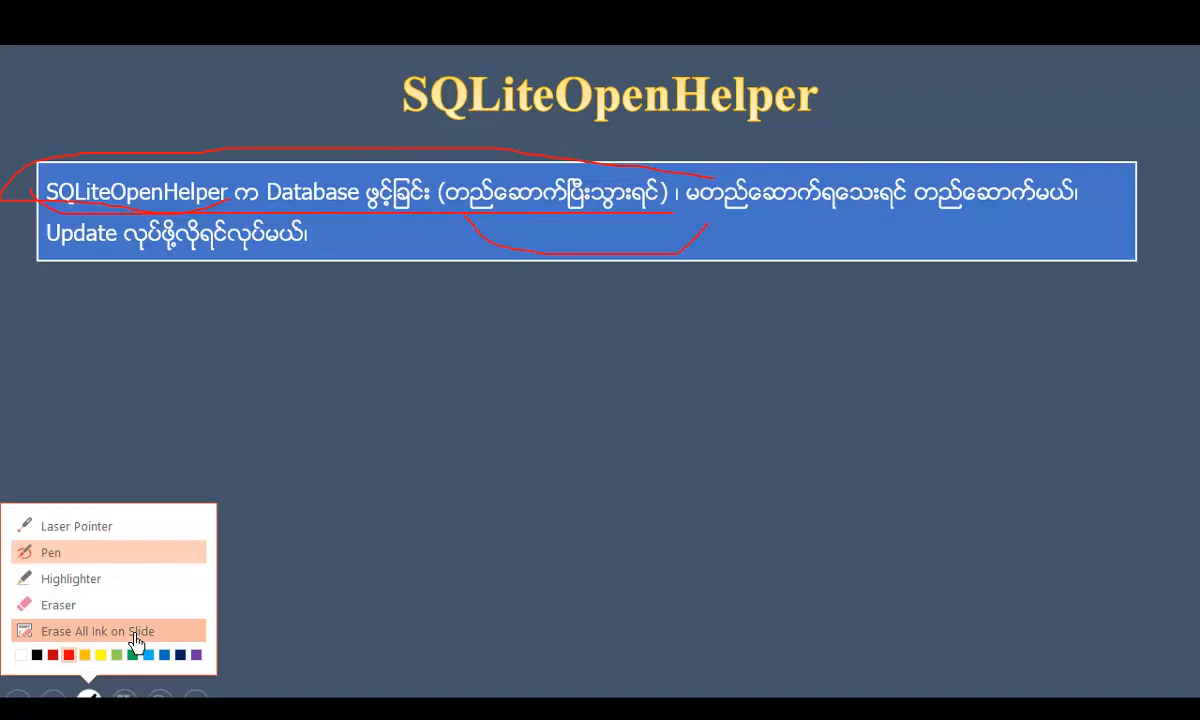 SQLiteOpenHelper
SQLiteOpenHelper က Database ဖွင့်ခြင်း (တည်ဆောက်ပြီးသွားရင်) ၊ မတည်ဆောက်ရသေးရင် တည်ဆောက်မယ်၊
Update လုပ်ဖို့လိုရင်လုပ်မယ်၊
Laser Pointer
Pen
Highlighter
Eraser
Erase All Ink on Slide